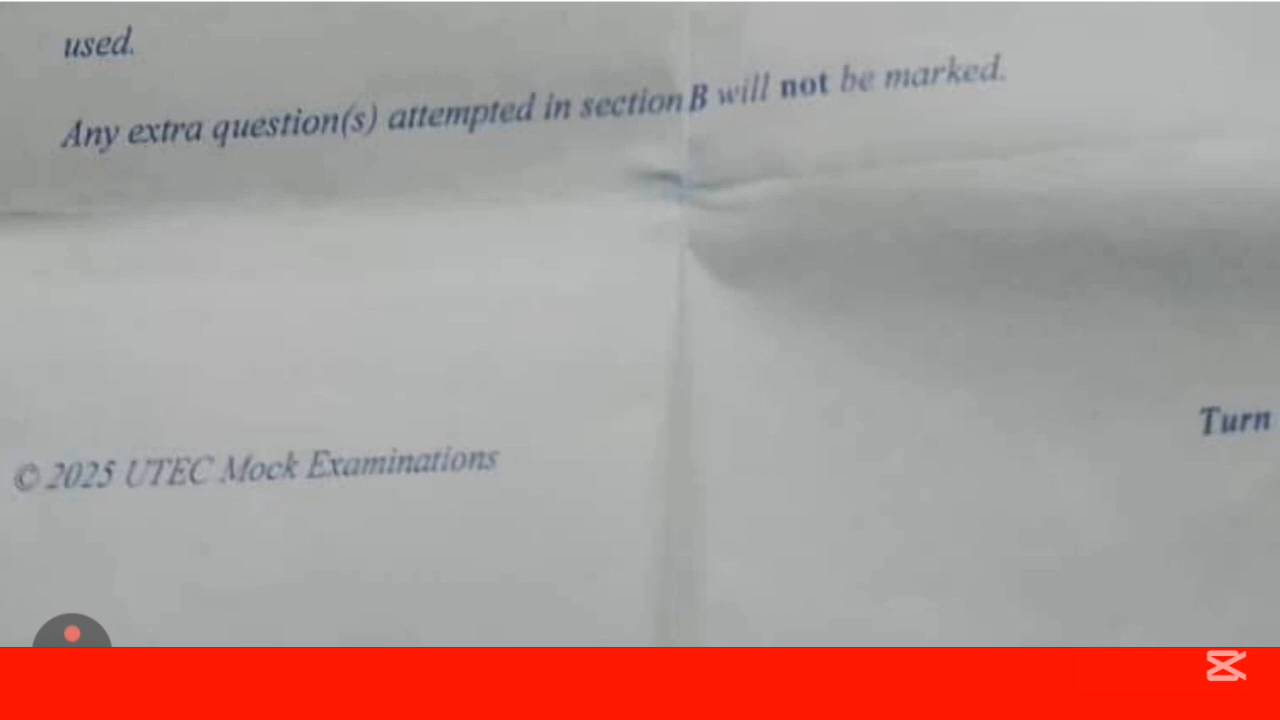 used.
Any extra question(s) attempted in section B will not be marked.
Turn
© 2025 UTEC Mock Examinations